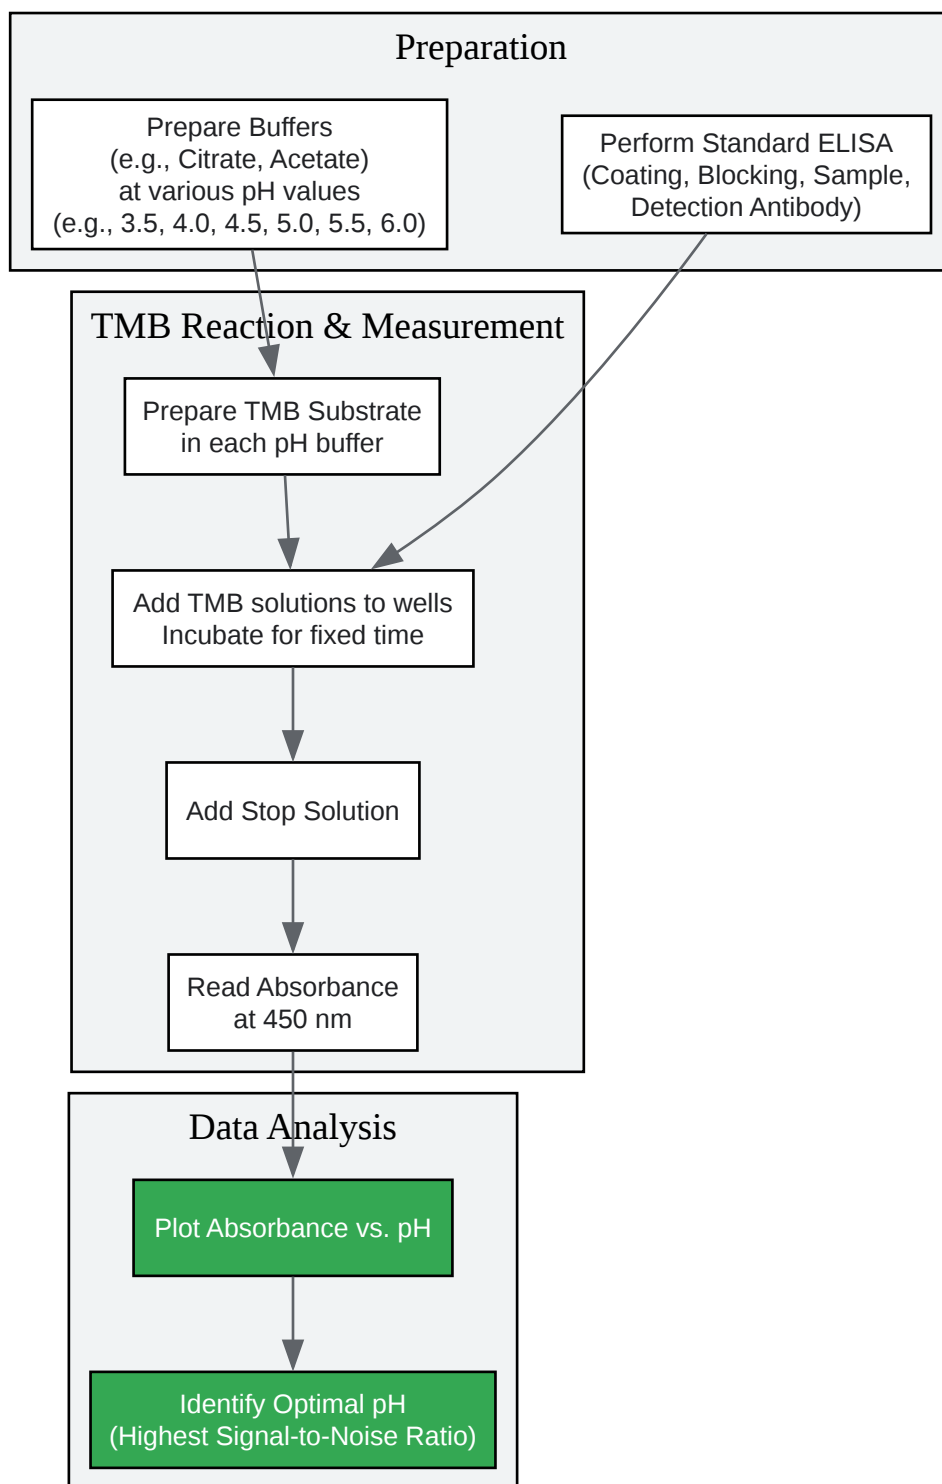 Preparation
Prepare Buffers
(e.g., Citrate, Acetate)
at various pH values
(e.g., 3.5, 4.0, 4.5, 5.0, 5.5, 6.0)
Perform Standard ELISA
(Coating, Blocking, Sample,
Detection Antibody)
TMB Reaction & Measurement
Prepare TMB Substrate
in each pH buffer
Add TMB solutions to wells
Incubate for fixed time
Add Stop Solution
Read Absorbance
at 450 nm
Data Analysis
Plot Absorbance vs. pH
Identify Optimal pH
(Highest Signal-to-Noise Ratio)